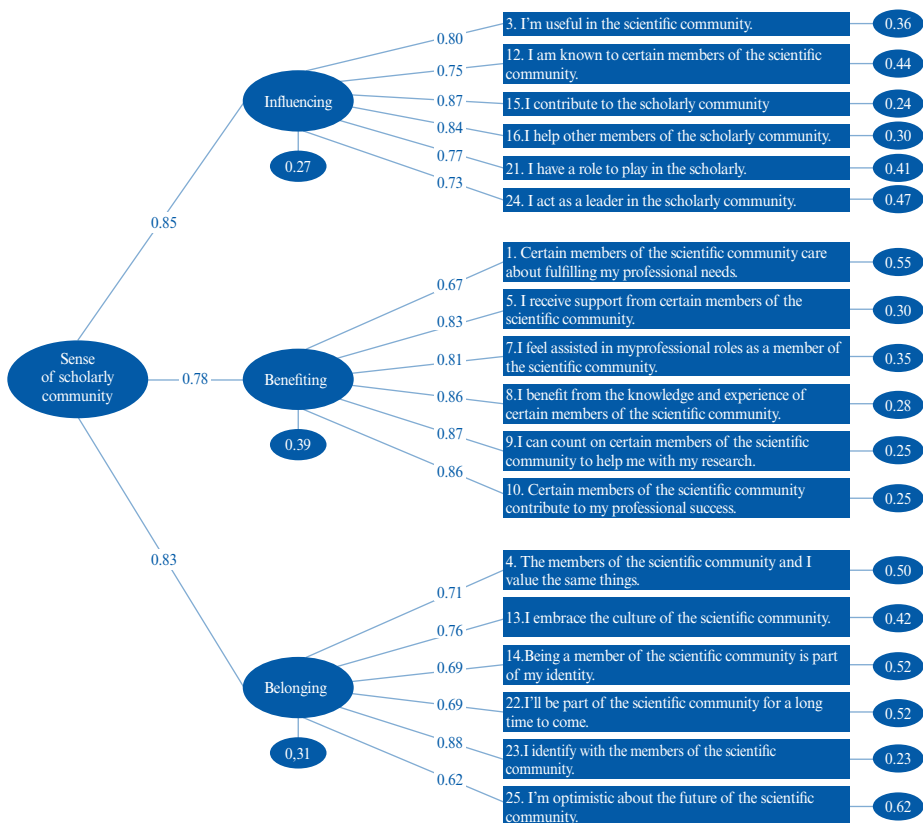 0.80
3. I'm useful in the scientific community.
0.36
0.75
12. I am known to certain members of the scientific
community.
0.44
Influencing
0.87
15.I contribute to the scholarly community
0.24
0.84
16.I help other members of the scholarly community.
0.30
0.27
0.77
21. I have a role to play in the scholarly.
0.41
0.73
24. I act as a leader in the scholarly community.
0.47
0.85
0.67
1. Certain members of the scientific community care
about fulfilling my professional needs.
0.55
0.83
5. I receive support from certain members of the
scientific community.
0.30
Sense
of scholarly
community
0.78
Benefiting
0.81
7.I feel assisted in myprofessional roles as a member of
the scientific community.
0.35
0.86
8.I benefit from the knowledge and experience of
certain members of the scientific community.
0.28
0.39
0.87
9.I can count on certain members of the scientific
community to help me with my research.
0.25
0.86
10. Certain members of the scientific community
contribute to my professional success.
0.25
0.83
0.71
4. The members of the scientific community and I
value the same things.
0.50
0.76
13.I embrace the culture of the scientific community.
0.42
Belonging
0.69
14.Being a member of the scientific community is part
of my identity.
0.52
0.69
22.I'll be part of the scientific community for a long
time to come.
0.52
0,31
0.88
23.I identify with the members of the scientific
community.
0.23
0.62
25. I'm optimistic about the future of the scientific
community.
0.62